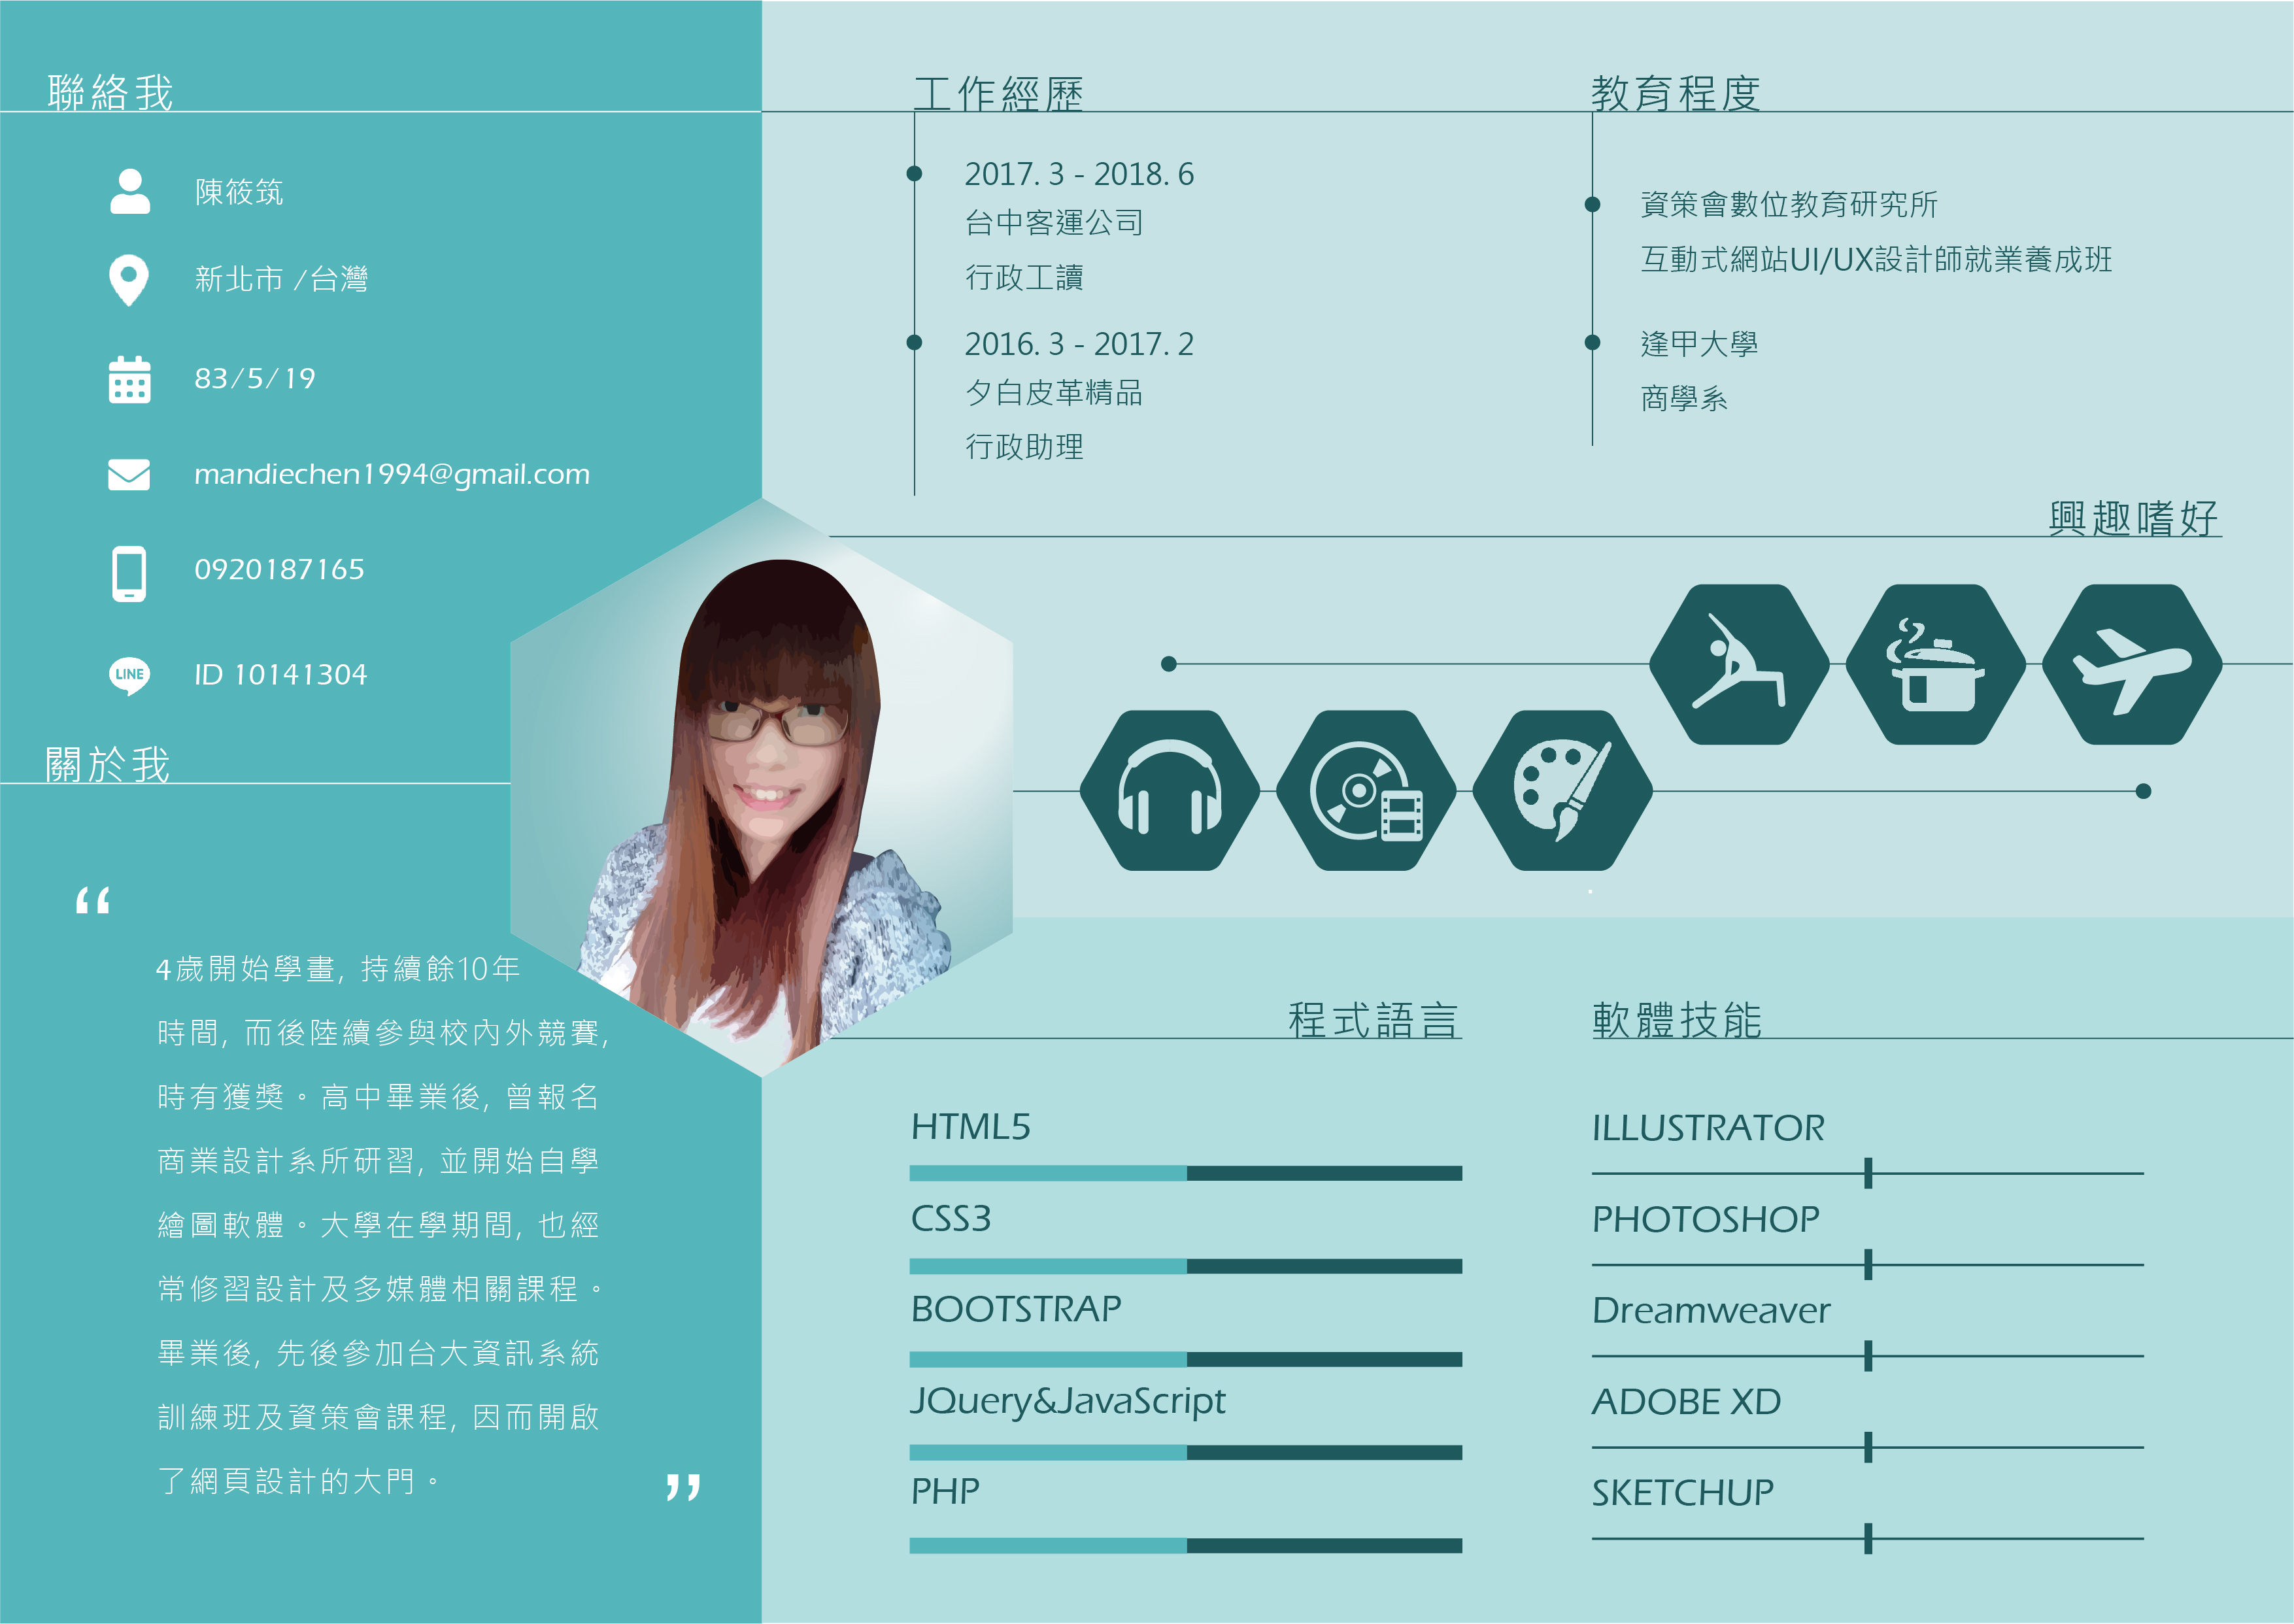 聯絡我
陳筱筑
新北市 /台灣
83/5/19
mandiechen1994@gmail.com
0920187165
LINE
ID 10141304
關於我
“
4歲開始學畫, 持續餘10年
時間, 而後陸續參與校內外競賽,
時有獲獎。高中畢業後, 曾報名
商業設計系所研習, 並開始自學
繪圖軟體。大學在學期間, 也經
常修習設計及多媒體相關課程。
畢業後, 先後參加台大資訊系統
訓練班及資策會課程, 因而開啟
了網頁設計的大門。
”
工作經歷
2017. 3 - 2018. 6
台中客運公司
行政工讀
2016. 3 - 2017. 2
夕白皮革精品
行政助理
教育程度
資策會數位教育研究所
互動式網站UI/UX設計師就業養成班
逢甲大學
商學系
興趣嗜好
程式語言
HTML5
CSS3
BOOTSTRAP
JQuery&JavaScript
PHP
軟體技能
ILLUSTRATOR
PHOTOSHOP
Dreamweaver
ADOBE XD
SKETCHUP